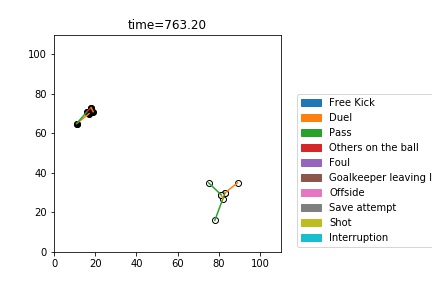 time=763.20
100
80
60
40
20
0
0 20 40 60 80 100
Free Kick
Duel
Pass
Others on the ball
Foul
Goalkeeper leaving l
Offside
Save attempt
Shot
Interruption